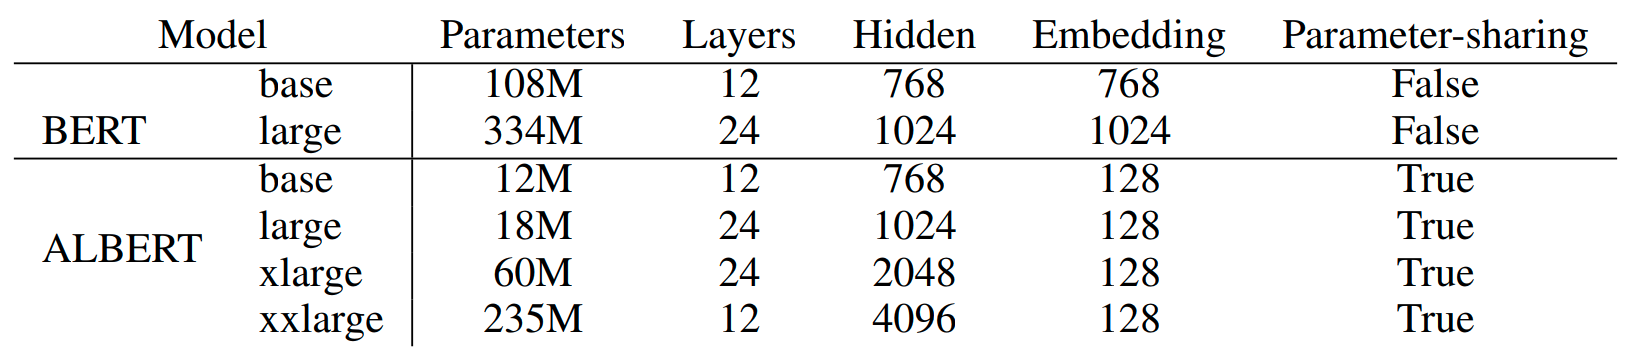 Model Parameters Layers Hidden Embedding Parameter-sharing
base 108M 12 768 768 False
BERT large 334M 24 1024 1024 False
base 12M 12 768 128 True
large 18M 24 1024 128 True
ALBERT
xlarge 60M 24 2048 128 True
xxlarge 235M 12 4096 128 True